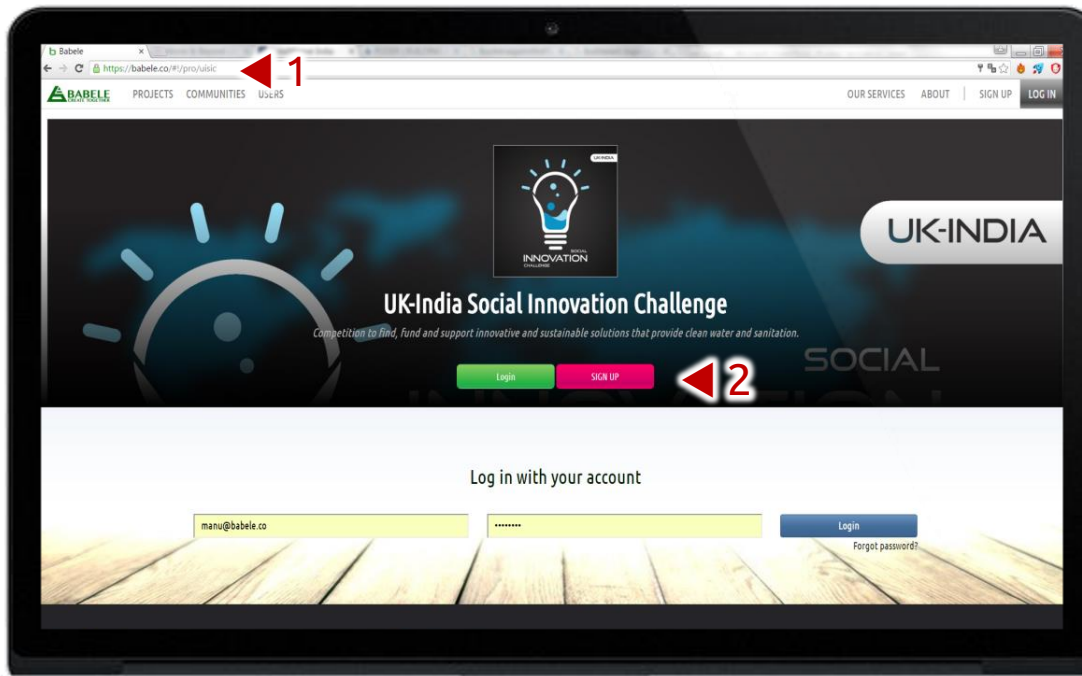 Babele
1
https://babele.co/#!/pro/uisic
BABELE PROJECTS COMMUNITIES USERS OUR SERVICES ABOUT SIGN UP LOG IN
CREATE TOGETHER
UK-INDIA
SOCIAL
INNOVATION
CHALLENGE
UK-INDIA
UK-India Social Innovation Challenge
Competition to find, fund and support innovative and sustainable solutions that provide clean water and sanitation.
SOCIAL
Login SIGN UP 2
INNOVATION
Log in with your account
manu@babele.co •••••••• Login
Forgot password?